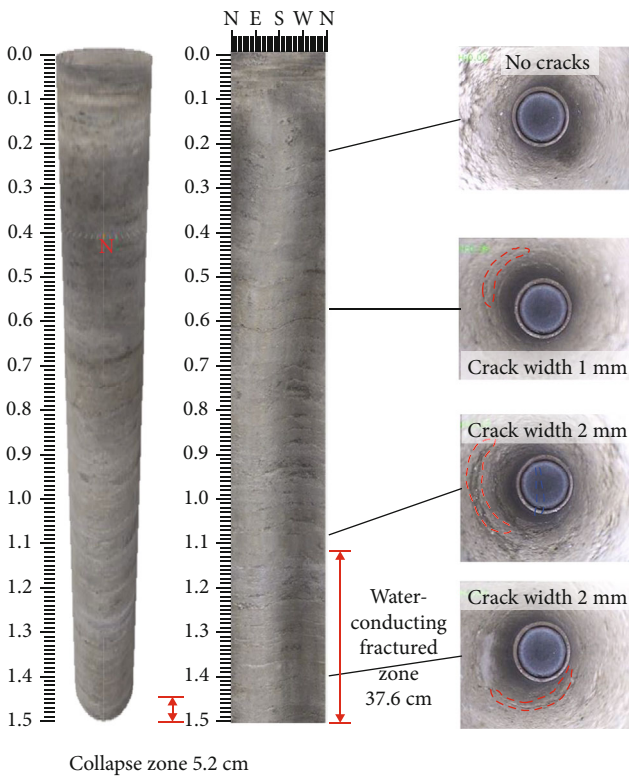 N E S W N
0.0
0.1
0.2
0.3
0.4
0.5
0.6
0.7
0.8
0.9
1.0
1.1
1.2
1.3
1.4
1.5
N
0.0
0.1
0.2
0.3
0.4
0.5
0.6
0.7
0.8
0.9
1.0
1.1
1.2
1.3
1.4
1.5
No cracks
Crack width 1 mm
Crack width 2 mm
Crack width 2 mm
Water-
conducting
fractured
zone
37.6 cm
Collapse zone 5.2 cm